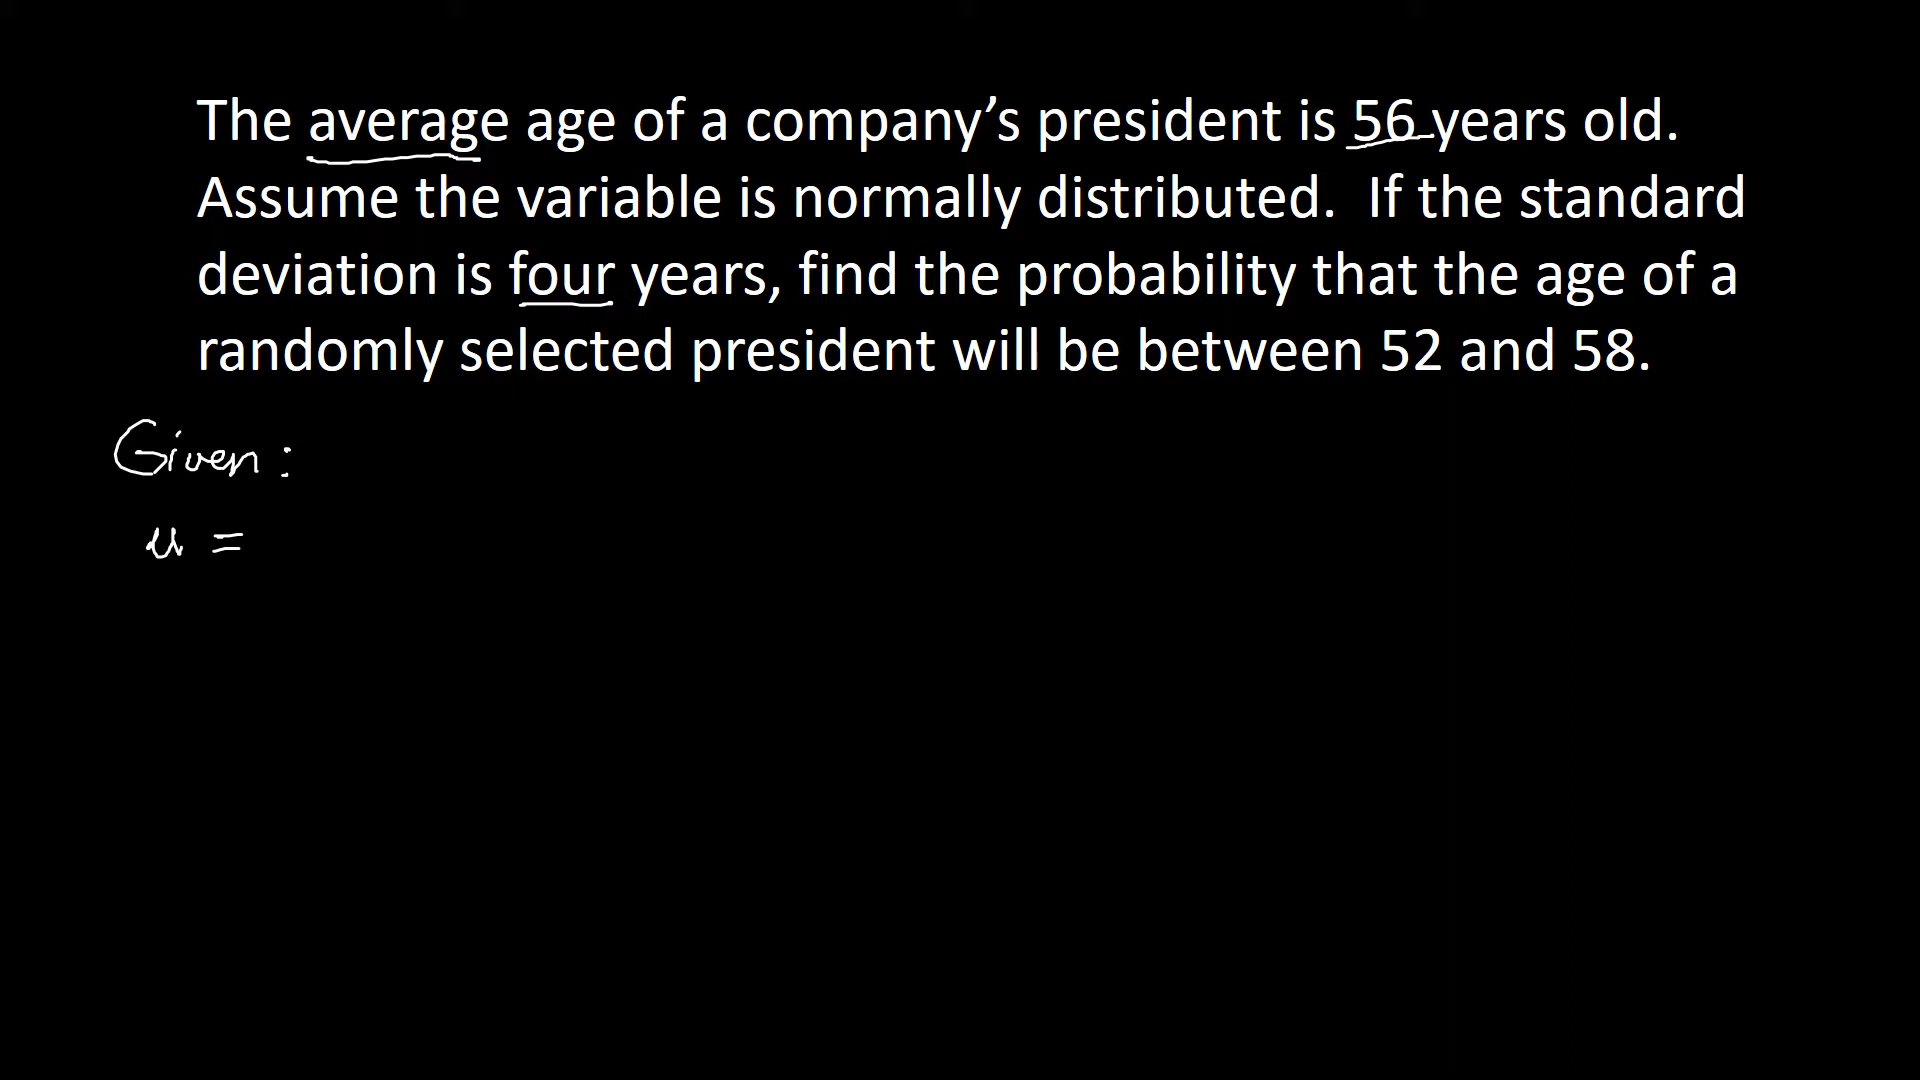 The average age of a company’s president is 56 years old.
Assume the variable is normally distributed.  If the standard
deviation is four years, find the probability that the age of a
randomly selected president will be between 52 and 58.
Given:
μ =